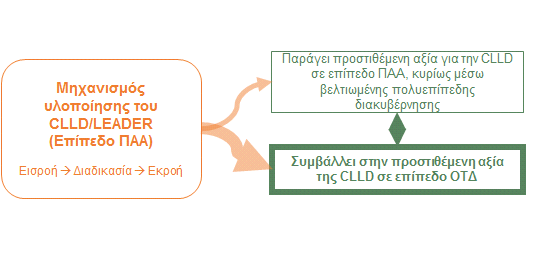 Μηχανισμός
υλοποίησης του
CLLD/LEADER
(Επίπεδο ΠΑΑ)
Εισροή → Διαδικασία → Εκροή
Παράγει προστιθέμενη αξία για την CLLD
σε επίπεδο ΠΑΑ, κυρίως μέσω
βελτιωμένης πολυεπίπεδης
διακυβέρνησης
Συμβάλλει στην προστιθέμενη αξία
της CLLD σε επίπεδο ΟΤΔ